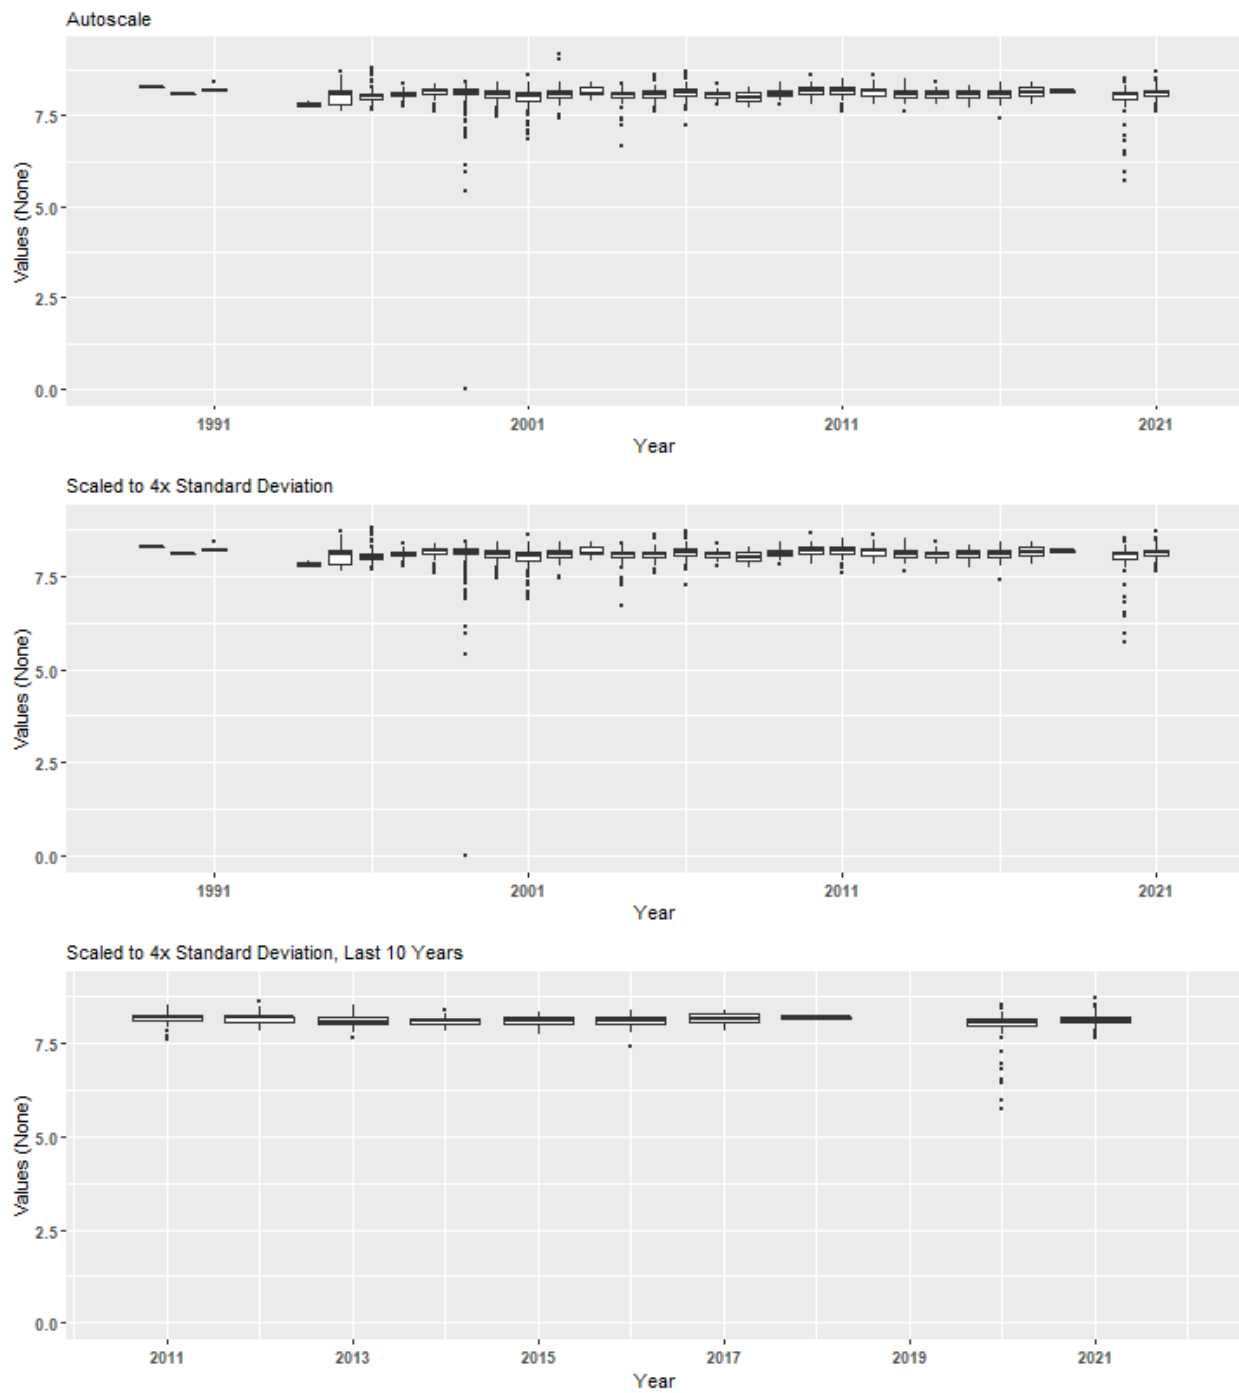 Autoscale
Values (None)
7.5
5.0
2.5
0.0
1991 2001 2011 2021
Year
Scaled to 4x Standard Deviation
Values (None)
7.5
5.0
2.5
0.0
1991 2001 2011 2021
Year
Scaled to 4x Standard Deviation, Last 10 Years
Values (None)
7.5
5.0
2.5
0.0
2011 2013 2015 2017 2019 2021
Year